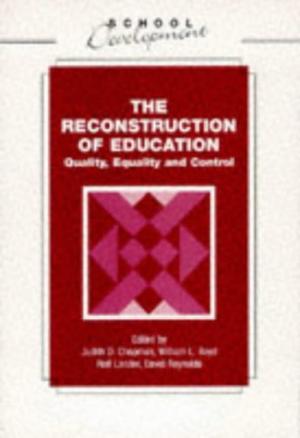 SCHOOL
Development
THE
RECONSTRUCTION
OF EDUCATION
Quality, Equality and Control
Edited by
Judith D. Chapman, William L. Boyd
Rolf Lander, David Reynolds